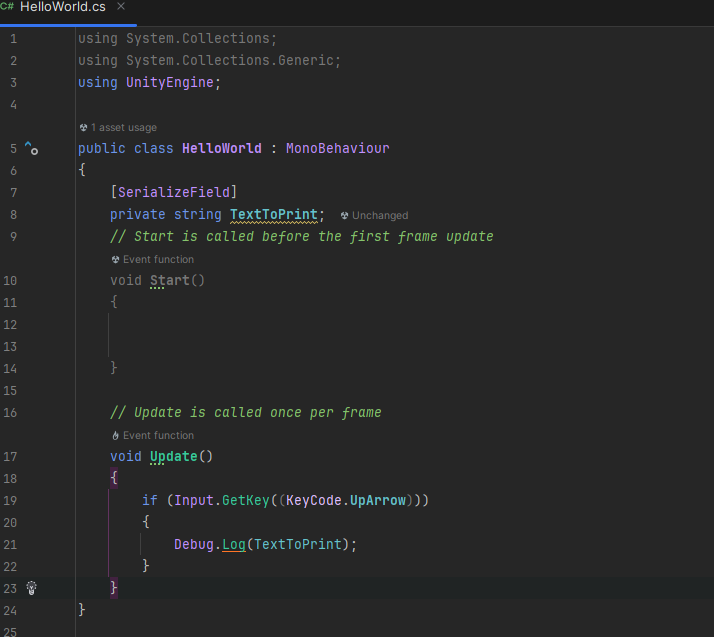 C# HelloWorld.cs ×
1 using System.Collections;
2 using System.Collections.Generic;
3 using UnityEngine;
4
1 asset usage
5 public class HelloWorld : MonoBehaviour
6 {
7 [SerializeField]
8 private string TextToPrint; Unchanged
9 // Start is called before the first frame update
Event function
10 void Start()
11 {
12
13
14 }
15
16 // Update is called once per frame
Event function
17 void Update()
18 {
19 if (Input.GetKey((KeyCode.UpArrow)))
20 {
21 Debug.Log(TextToPrint);
22 }
23 }
24 }
25